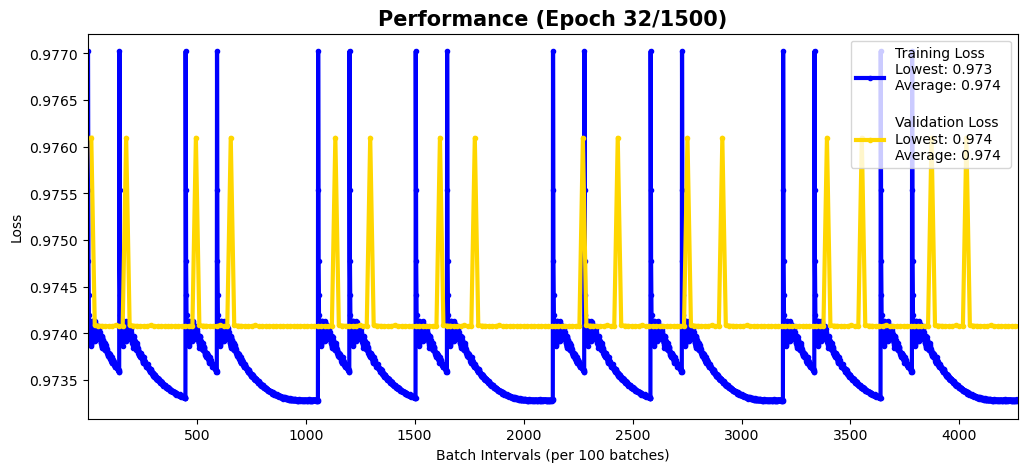 Performance (Epoch 32/1500)
Loss
0.9770
0.9765
0.9760
0.9755
0.9750
0.9745
0.9740
0.9735
Training Loss
Lowest: 0.973
Average: 0.974
Validation Loss
Lowest: 0.974
Average: 0.974
500 1000 1500 2000 2500 3000 3500 4000
Batch Intervals (per 100 batches)